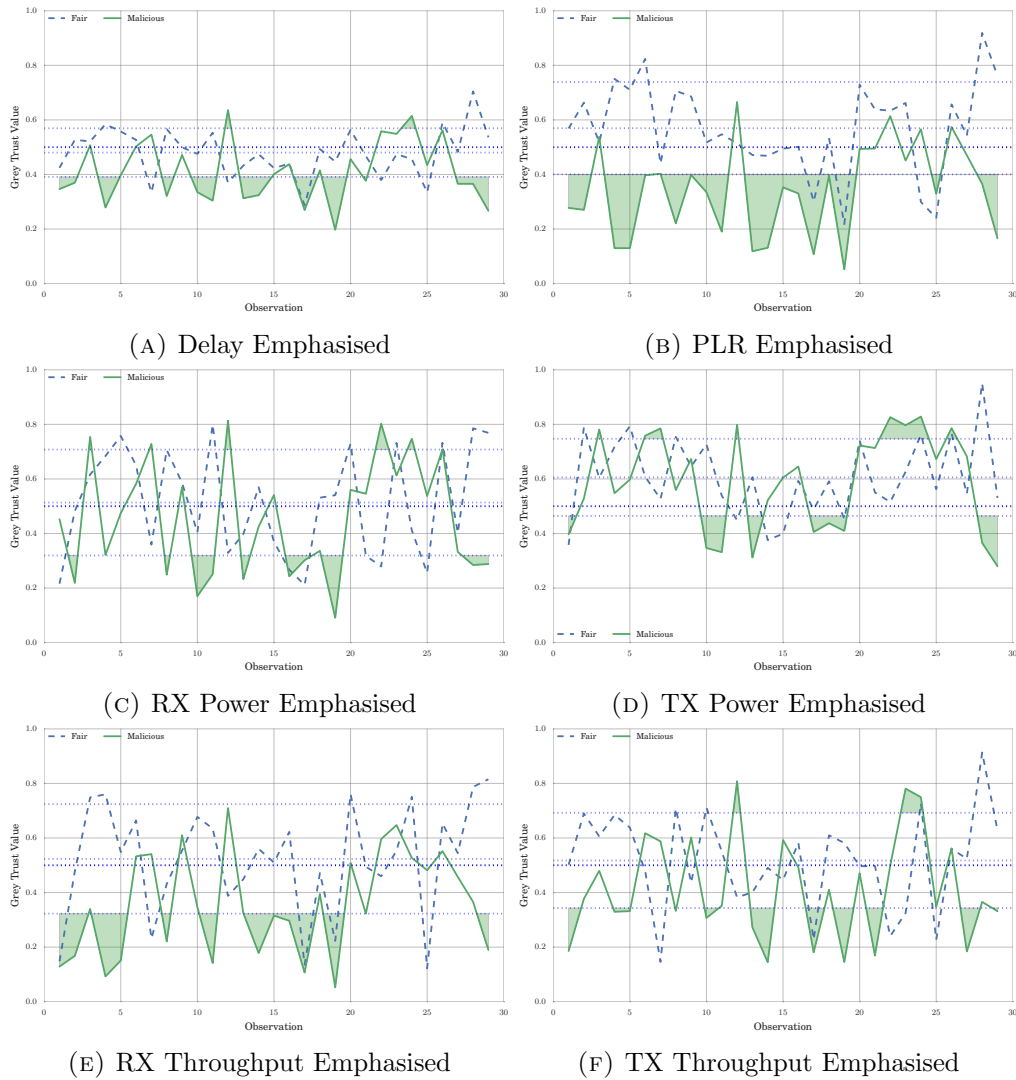 Fair Malicious
Grey Trust Value
1.0
0.8
0.6
0.4
0.2
0.0
0 5 10 15 20 25 30
Observation
(A) Delay Emphasised
Fair Malicious
Grey Trust Value
1.0
0.8
0.6
0.4
0.2
0.0
0 5 10 15 20 25 30
Observation
(B) PLR Emphasised
Fair Malicious
Grey Trust Value
1.0
0.8
0.6
0.4
0.2
0.0
0 5 10 15 20 25 30
Observation
(C) RX Power Emphasised
Grey Trust Value
1.0
0.8
0.6
0.4
0.2
0.0
Fair Malicious
0 5 10 15 20 25 30
Observation
(D) TX Power Emphasised
Fair Malicious
Grey Trust Value
1.0
0.8
0.6
0.4
0.2
0.0
0 5 10 15 20 25 30
Observation
(E) RX Throughput Emphasised
Fair Malicious
Grey Trust Value
1.0
0.8
0.6
0.4
0.2
0.0
0 5 10 15 20 25 30
Observation
(F) TX Throughput Emphasised